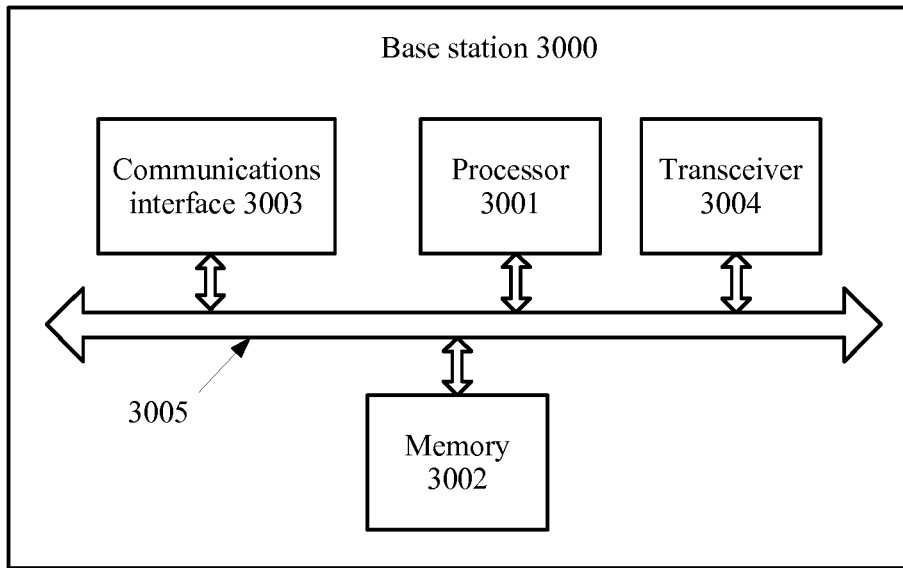 Base station 3000
Communications
interface 3003
Processor
3001
Transceiver
3004
3005
Memory
3002